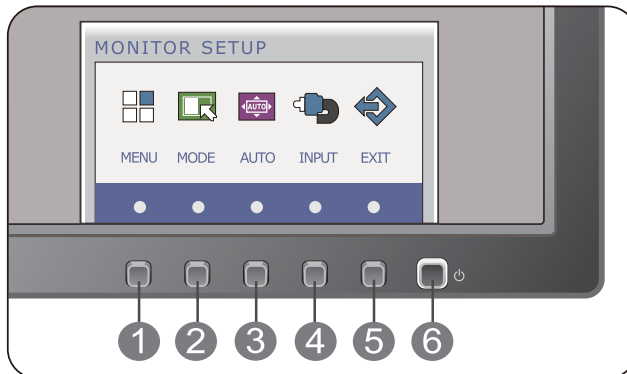 MONITOR SETUP
AUTO
MENU MODE AUTO INPUT EXIT
1 2 3 4 5 6